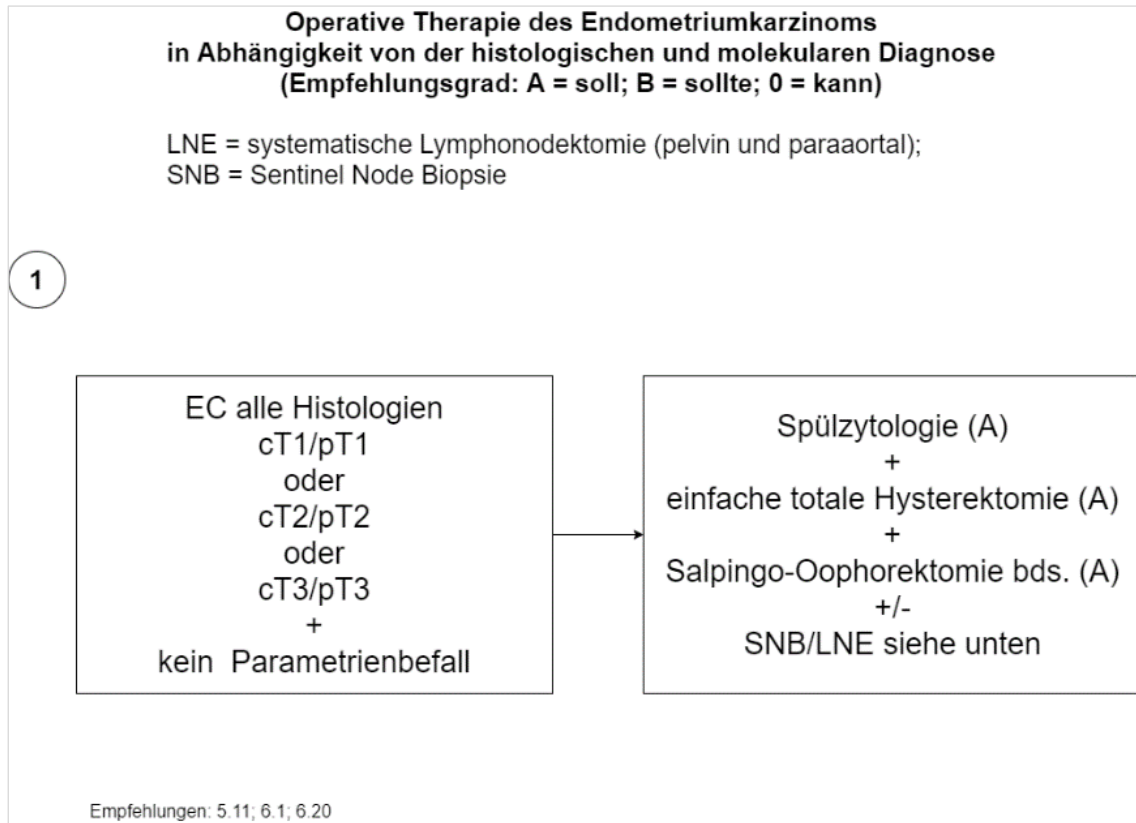 Operative Therapie des Endometriumkarzinoms
in Abhängigkeit von der histologischen und molekularen Diagnose
(Empfehlungsgrad: A = soll; B = sollte; 0 = kann)
LNE = systematische Lymphonodektomie (pelvin und paraaortal);
SNB = Sentinel Node Biopsie
1
EC alle Histologien
cT1/pT1
oder
cT2/pT2
oder
cT3/pT3
+
kein Parametrienbefall
Spülzytologie (A)
+
einfache totale Hysterektomie (A)
+
Salpingo-Oophorektomie bds. (A)
+/-
SNB/LNE siehe unten
Empfehlungen: 5.11; 6.1; 6.20